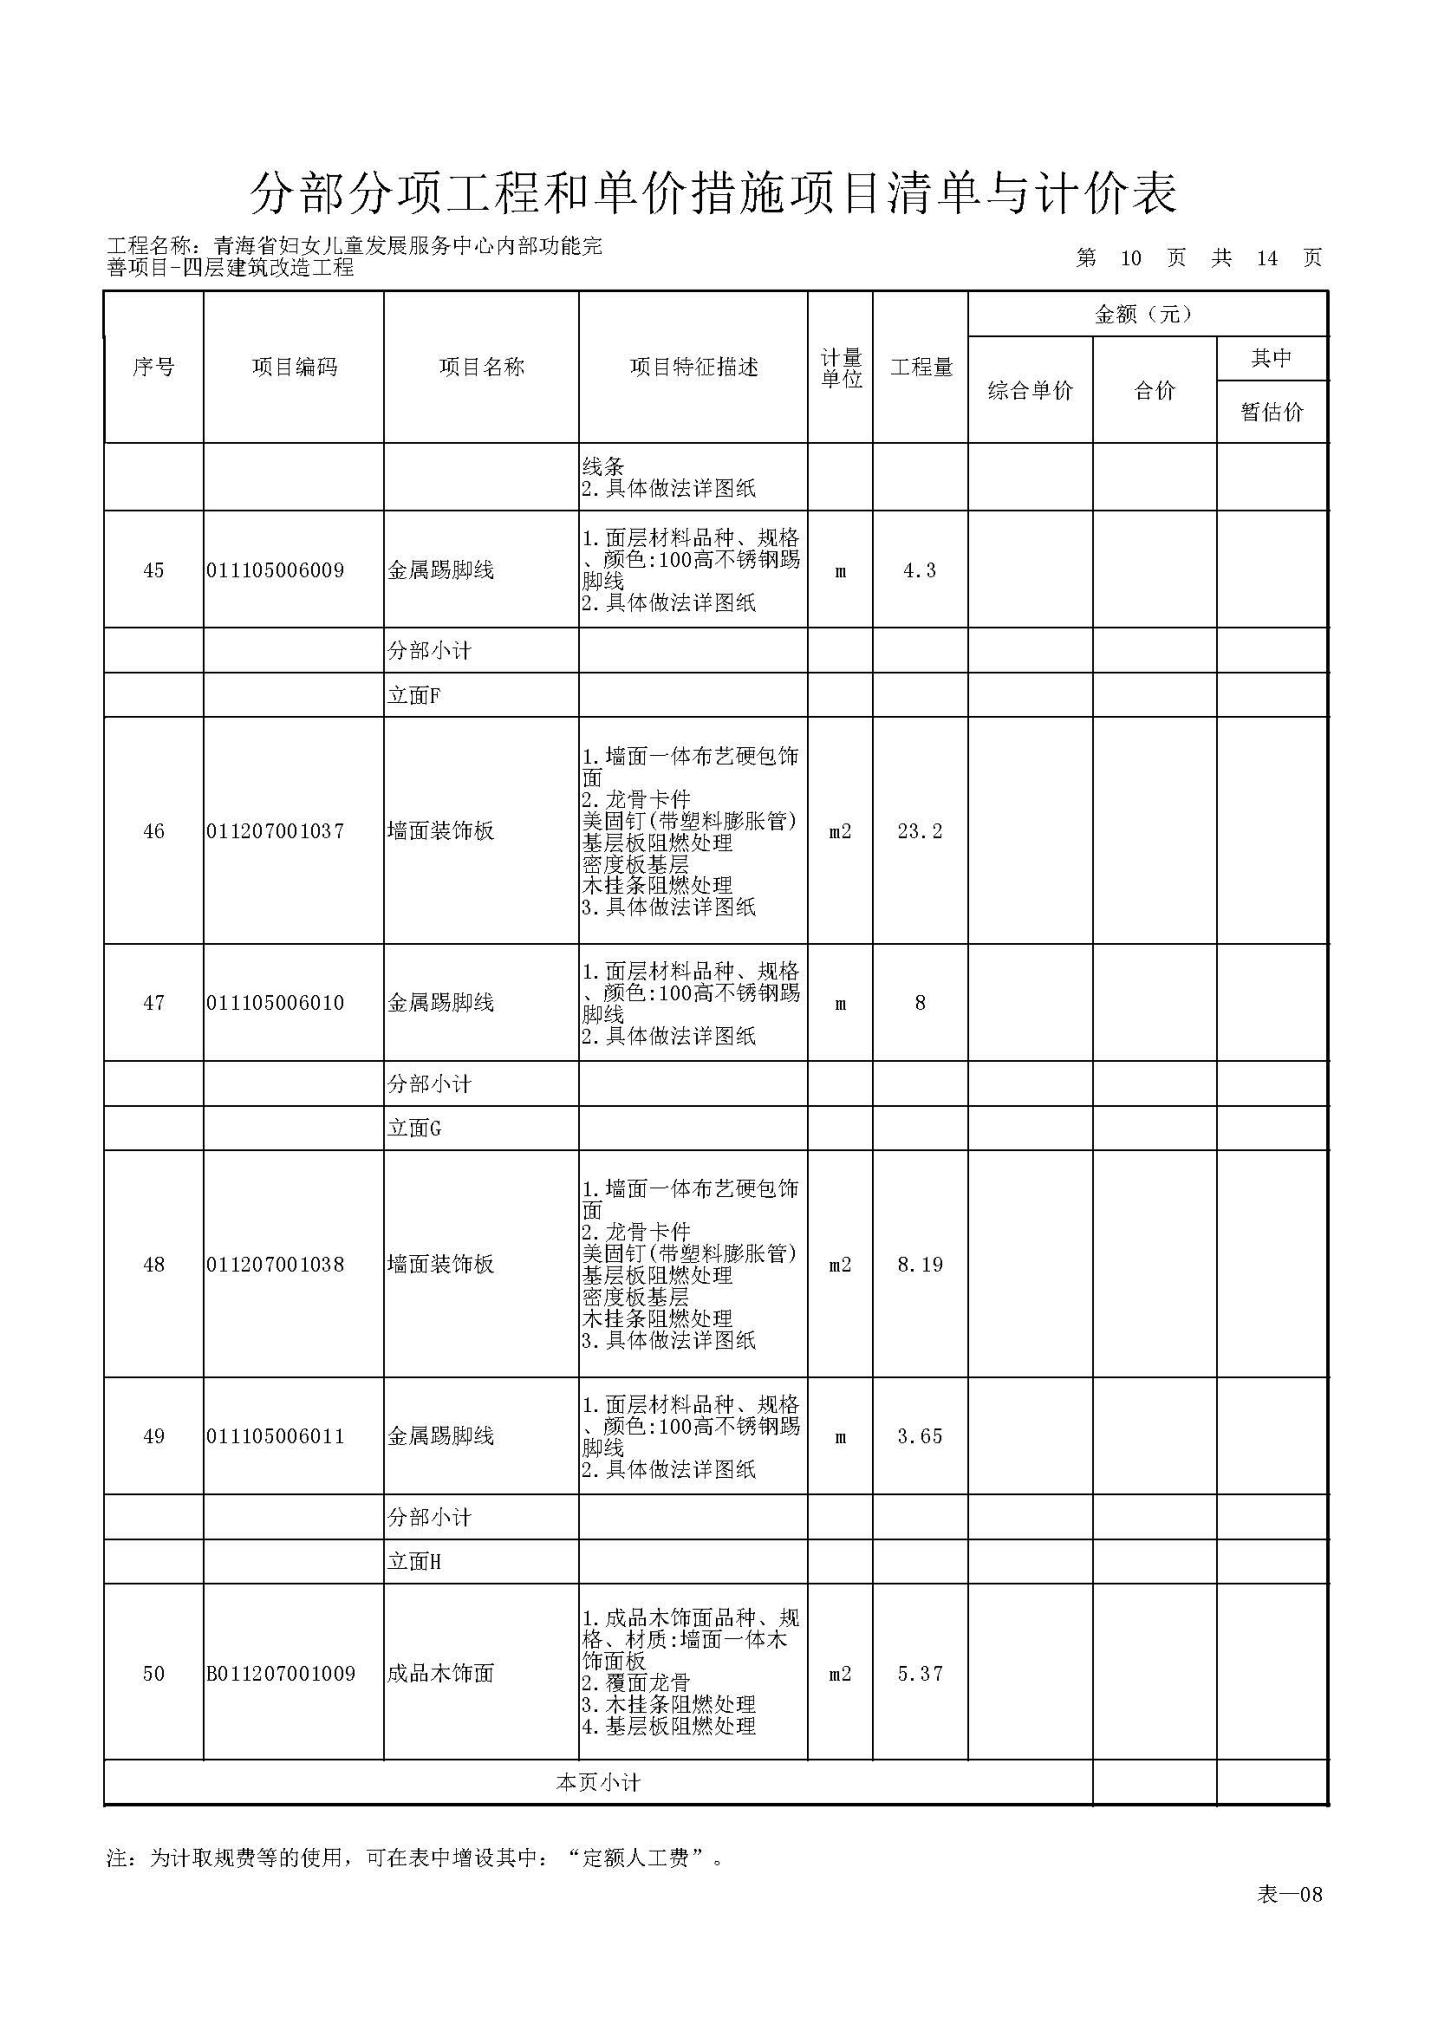 分部分项工程和单价措施项目清单与计价表
工程名称：青海省妇女儿童发展服务中心内部功能完
善项目-四层建筑改造工程
第 10 页 共 14 页
序号 项目编码 项目名称 项目特征描述 计量 工程量 金额（元）
单位 综合单价 合价 其中
暂估价
线条
2.具体做法详图纸
45 011105006009 金属踢脚线 1.面层材料品种、规格 m 4.3
、颜色:100高不锈钢踢
脚线
2.具体做法详图纸
分部小计
立面F
46 011207001037 墙面装饰板 1.墙面一体布艺硬包饰 m2 23.2
面
2.龙骨卡件
美固钉(带塑料膨胀管)
基层板阻燃处理
密度板基层
木挂条阻燃处理
3.具体做法详图纸
47 011105006010 金属踢脚线 1.面层材料品种、规格 m 8
、颜色:100高不锈钢踢
脚线
2.具体做法详图纸
分部小计
立面G
48 011207001038 墙面装饰板 1.墙面一体布艺硬包饰 m2 8.19
面
2.龙骨卡件
美固钉(带塑料膨胀管)
基层板阻燃处理
密度板基层
木挂条阻燃处理
3.具体做法详图纸
49 011105006011 金属踢脚线 1.面层材料品种、规格 m 3.65
、颜色:100高不锈钢踢
脚线
2.具体做法详图纸
分部小计
立面H
50 B011207001009 成品木饰面 1.成品木饰面品种、规 m2 5.37
格、材质:墙面一体木
饰面板
2.覆面龙骨
3.木挂条阻燃处理
4.基层板阻燃处理
本页小计
注：为计取规费等的使用，可在表中增设其中：“定额人工费”。
表—08